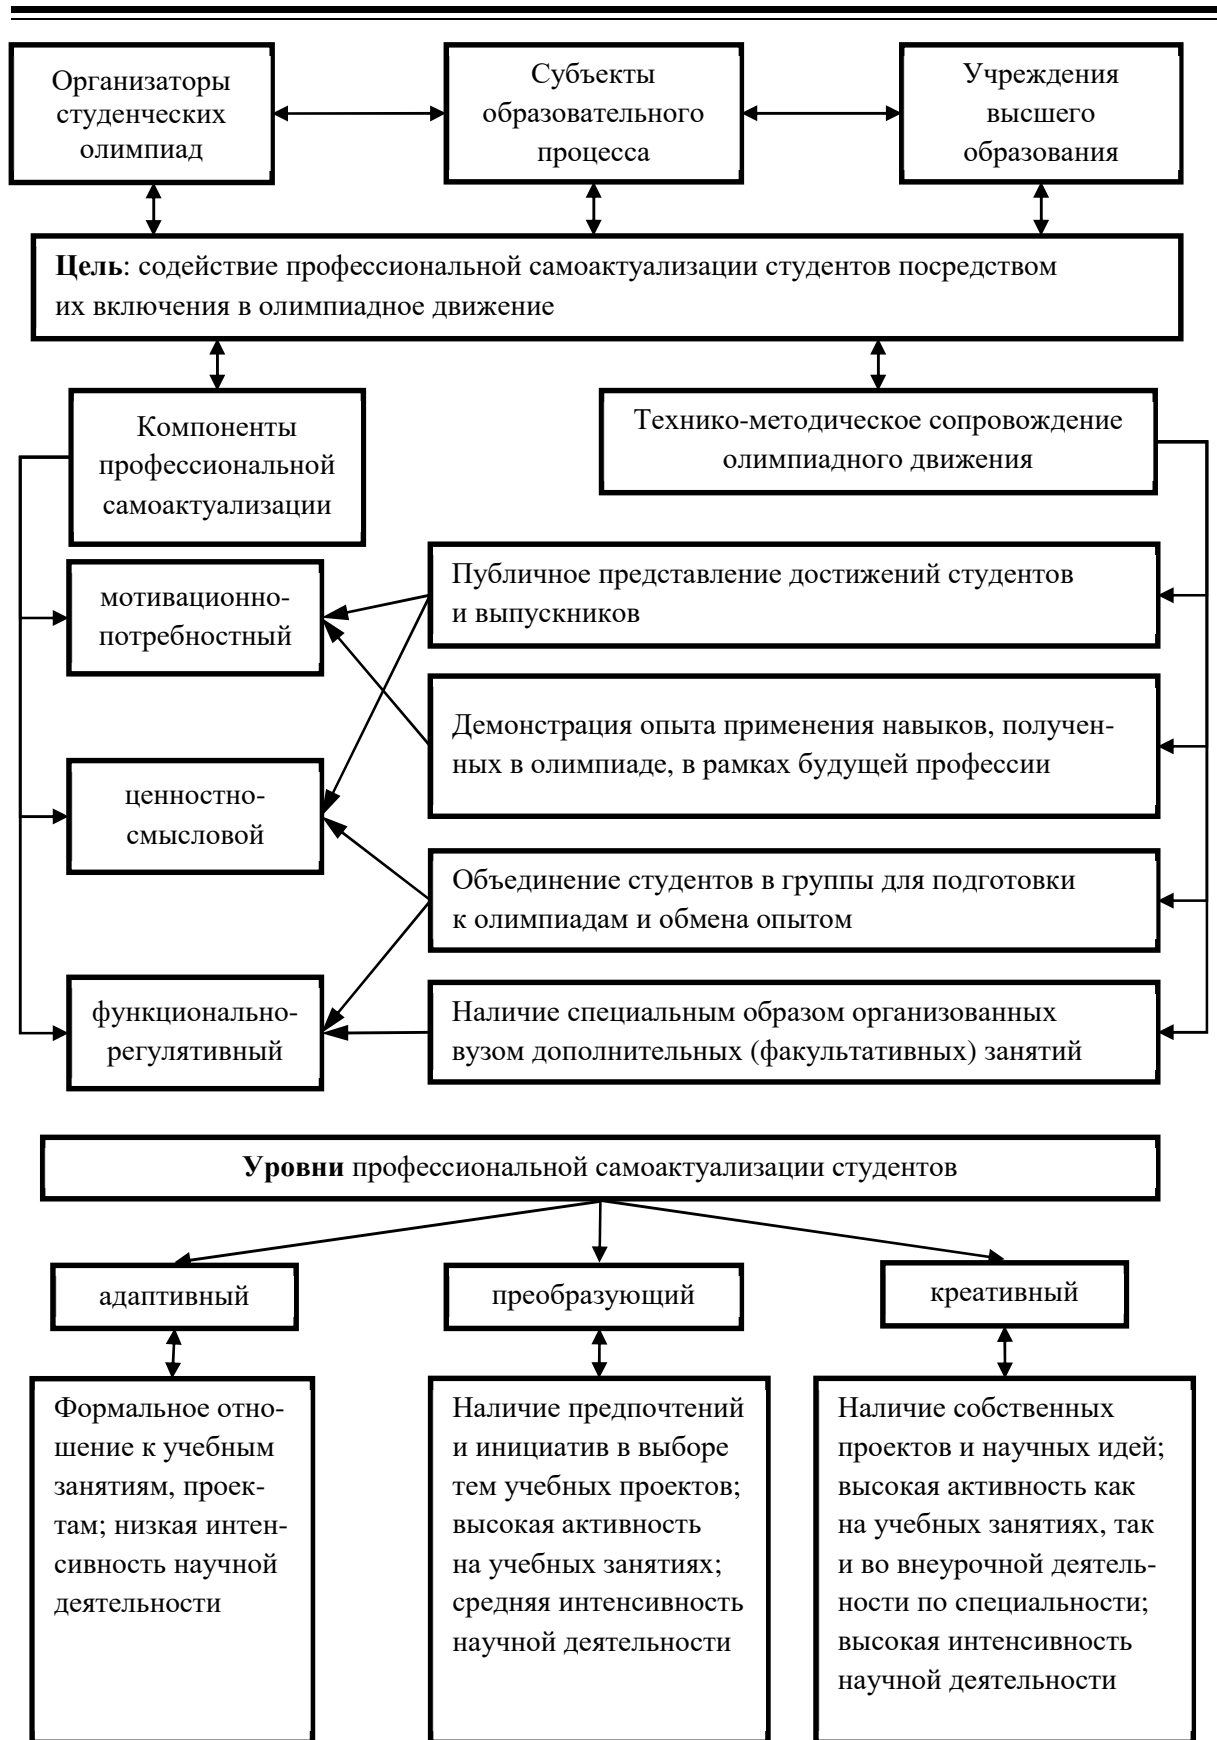 Организаторы
студенческих
олимпиад
Субъекты
образовательного
процесса
Учреждения
высшего
образования
Цель: содействие профессиональной самоактуализации студентов посредством
их включения в олимпиадное движение
Компоненты
профессиональной
самоактуализации
Технико-методическое сопровождение
олимпиадного движения
мотивационно-
потребностный
ценностно-
смысловой
функционально-
регулятивный
Публичное представление достижений студентов
и выпускников
Демонстрация опыта применения навыков, получен-
ных в олимпиаде, в рамках будущей профессии
Объединение студентов в группы для подготовки
к олимпиадам и обмена опытом
Наличие специальным образом организованных
вузом дополнительных (факультативных) занятий
Уровни профессиональной самоактуализации студентов
адаптивный
преобразующий
креативный
Формальное отно-
шение к учебным
занятиям, проек-
там; низкая интен-
сивность научной
деятельности
Наличие предпочтений
и инициатив в выборе
тем учебных проектов;
высокая активность
на учебных занятиях;
средняя интенсивность
научной деятельности
Наличие собственных
проектов и научных идей;
высокая активность как
на учебных занятиях, так
и во внеурочной деятель-
ности по специальности;
высокая интенсивность
научной деятельности